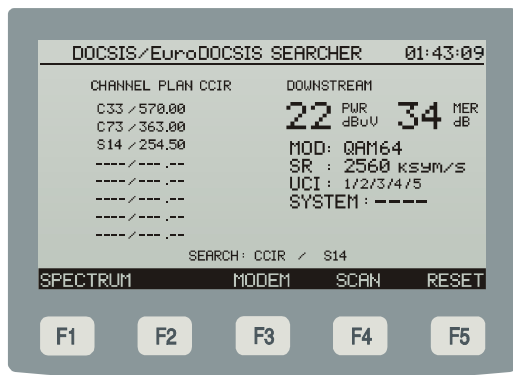 DOCSIS/EuroDOCSIS SEARCHER 01:43:09
CHANNEL PLAN CCIR
C33/570.00
C73/363.00
S14/254.50
----/---.--
----/---.--
----/---.--
----/---.--
----/---.--
DOWNSTREAM
22 PWR dBuV 34 MER dB
MOD: QAM64
SR : 2560 ksym/s
UCI: 1/2/3/4/5
SYSTEM:----
SEARCH: CCIR / S14
SPECTRUM MODEM SCAN RESET
F1 F2 F3 F4 F5